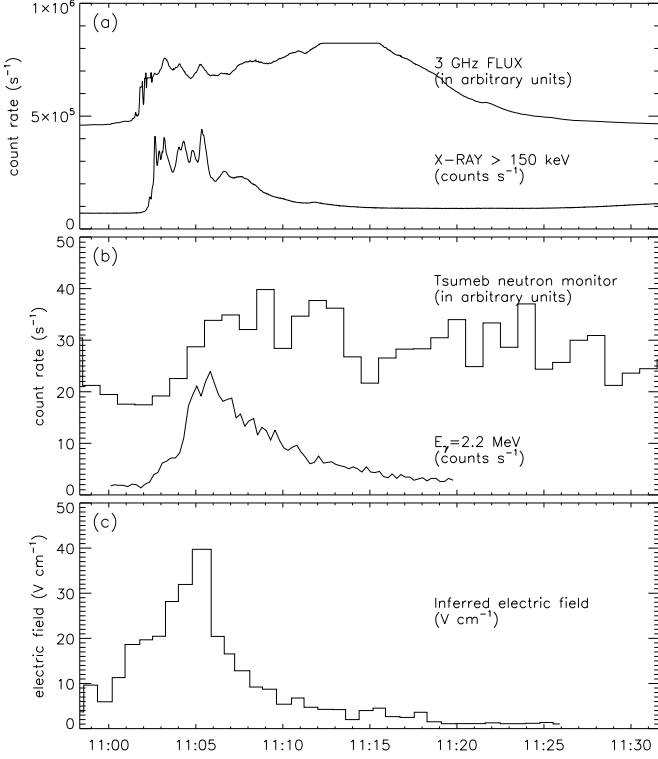 1×10⁶
(a)
3 GHz FLUX
(in arbitrary units)
count rate (s⁻¹)
5×10⁵
X−RAY > 150 keV
(counts s⁻¹)
0
50
(b)
Tsumeb neutron monitor
(in arbitrary units)
40
30
count rate (s⁻¹)
20
10
Eγ=2.2 MeV
(counts s⁻¹)
0
50
(c)
40
Inferred electric field
(V cm⁻¹)
30
electric field (V cm⁻¹)
20
10
0
11:00 11:05 11:10 11:15 11:20 11:25 11:30